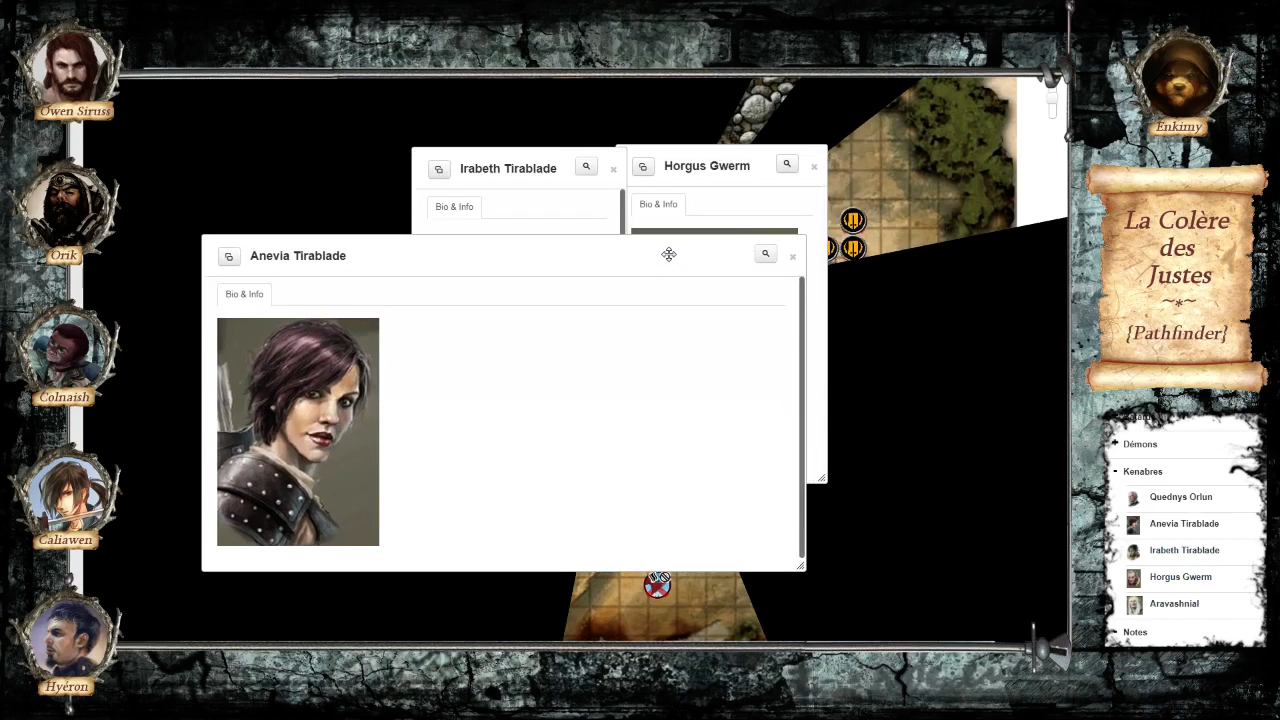 Owen Siruss
Orik
Colnaish
Caliawen
Hyéron
Irabeth Tirablade
Bio & Info
Horgus Gwerm
Bio & Info
Anevia Tirablade
Bio & Info
Enkimy
La Colère
des
Justes
~*~
{Pathfinder}
Démons
Kenabres
Quednys Orlun
Anevia Tirablade
Irabeth Tirablade
Horgus Gwerm
Aravashnial
Notes